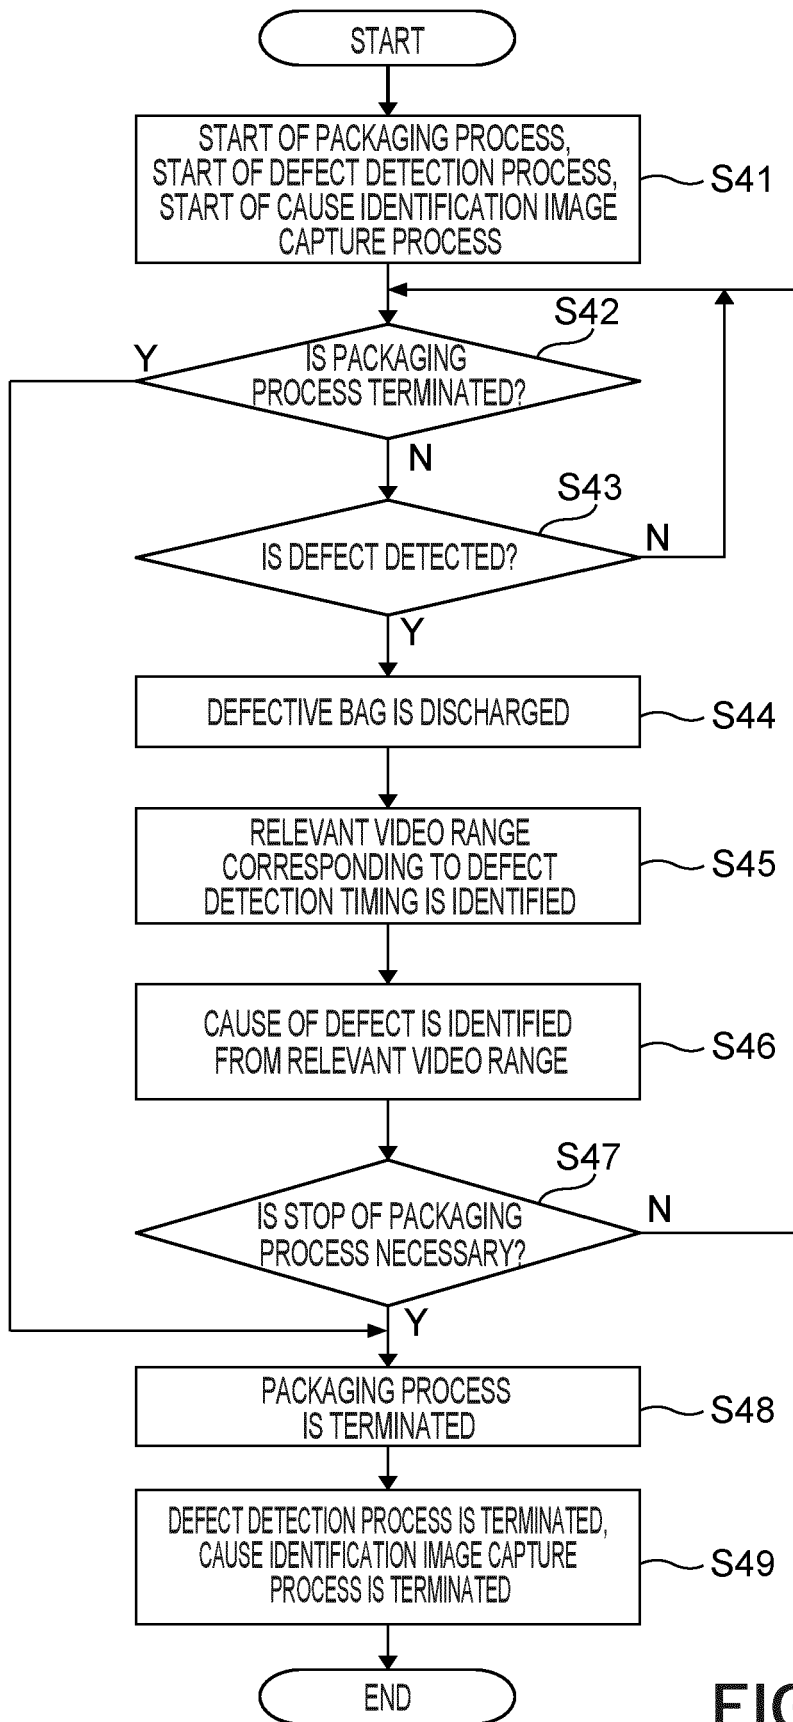 START
START OF PACKAGING PROCESS,
START OF DEFECT DETECTION PROCESS,
START OF CAUSE IDENTIFICATION IMAGE
CAPTURE PROCESS
S41
S42
Y
IS PACKAGING
PROCESS TERMINATED?
N
S43
IS DEFECT DETECTED?
N
Y
DEFECTIVE BAG IS DISCHARGED
S44
RELEVANT VIDEO RANGE
CORRESPONDING TO DEFECT
DETECTION TIMING IS IDENTIFIED
S45
CAUSE OF DEFECT IS IDENTIFIED
FROM RELEVANT VIDEO RANGE
S46
S47
IS STOP OF PACKAGING
PROCESS NECESSARY?
N
Y
PACKAGING PROCESS
IS TERMINATED
S48
DEFECT DETECTION PROCESS IS TERMINATED,
CAUSE IDENTIFICATION IMAGE CAPTURE
PROCESS IS TERMINATED
S49
END
FIG